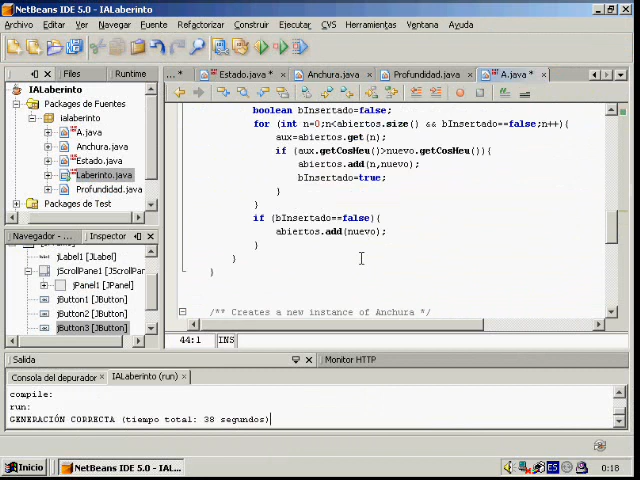 NetBeans IDE 5.0 - IALaberinto
Archivo Editar Ver Navegar Fuente Refactorizar Construir Ejecutar CVS Herramientas Ventana Ayuda
Files Runtime
... * Estado.java * Anchura.java Profundidad.java A.java *
IALaberinto
Packages de Fuentes
ialaberinto
A.java
Anchura.java
Estado.java
Laberinto.java
Profundidad.java
Packages de Test
boolean bInsertado=false;
for (int n=0;n<abiertos.size() && bInsertado==false;n++){
aux=abiertos.get(n);
if (aux.getCosHeu()>nuevo.getCosHeu()){
abiertos.add(n,nuevo);
bInsertado=true;
}
}
if (bInsertado==false){
abiertos.add(nuevo);
}
}
}
/** Creates a new instance of Anchura */
Navegador - Inspector
jLabel1 [JLabel]
jScrollPane1 [JScrollPa
jPanel1 [JPanel]
jButton1 [JButton]
jButton2 [JButton]
jButton3 [JButton]
44:1 INS
Salida Monitor HTTP
Consola del depurador IALaberinto (run)
compile:
run:
GENERACIÓN CORRECTA (tiempo total: 38 segundos)
Inicio NetBeans IDE 5.0 - IAL... ES 0:18